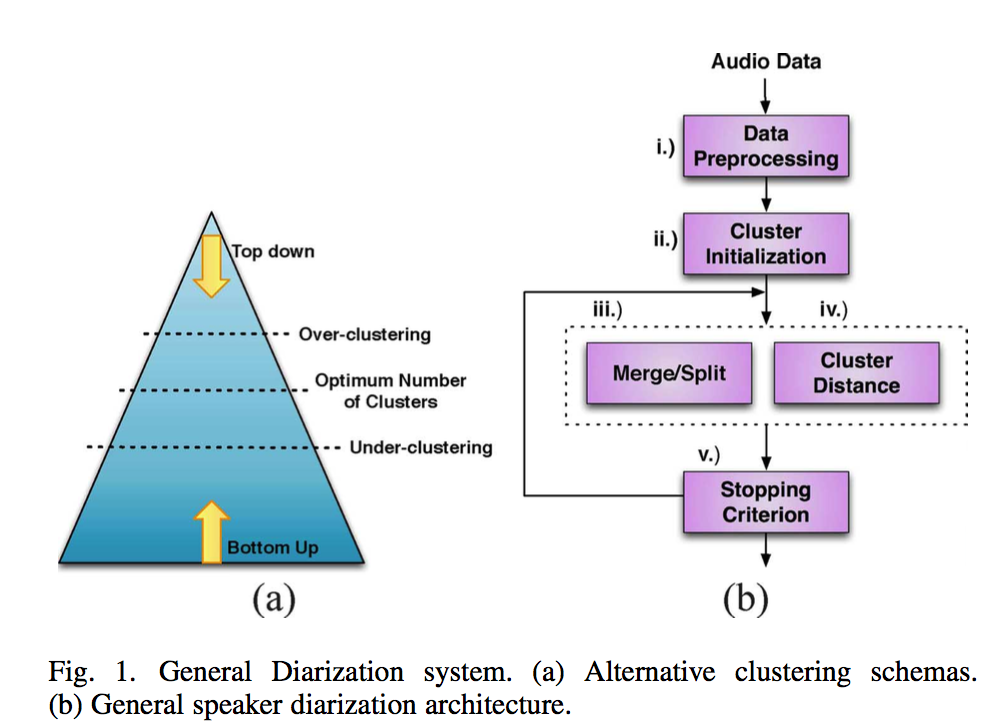 Top down
Over-clustering
Optimum Number
of Clusters
Under-clustering
Bottom Up
(a)
Audio Data
i.)
Data
Preprocessing
ii.)
Cluster
Initialization
iii.)
iv.)
Merge/Split
Cluster
Distance
v.)
Stopping
Criterion
(b)
Fig. 1. General Diarization system. (a) Alternative clustering schemas.
(b) General speaker diarization architecture.